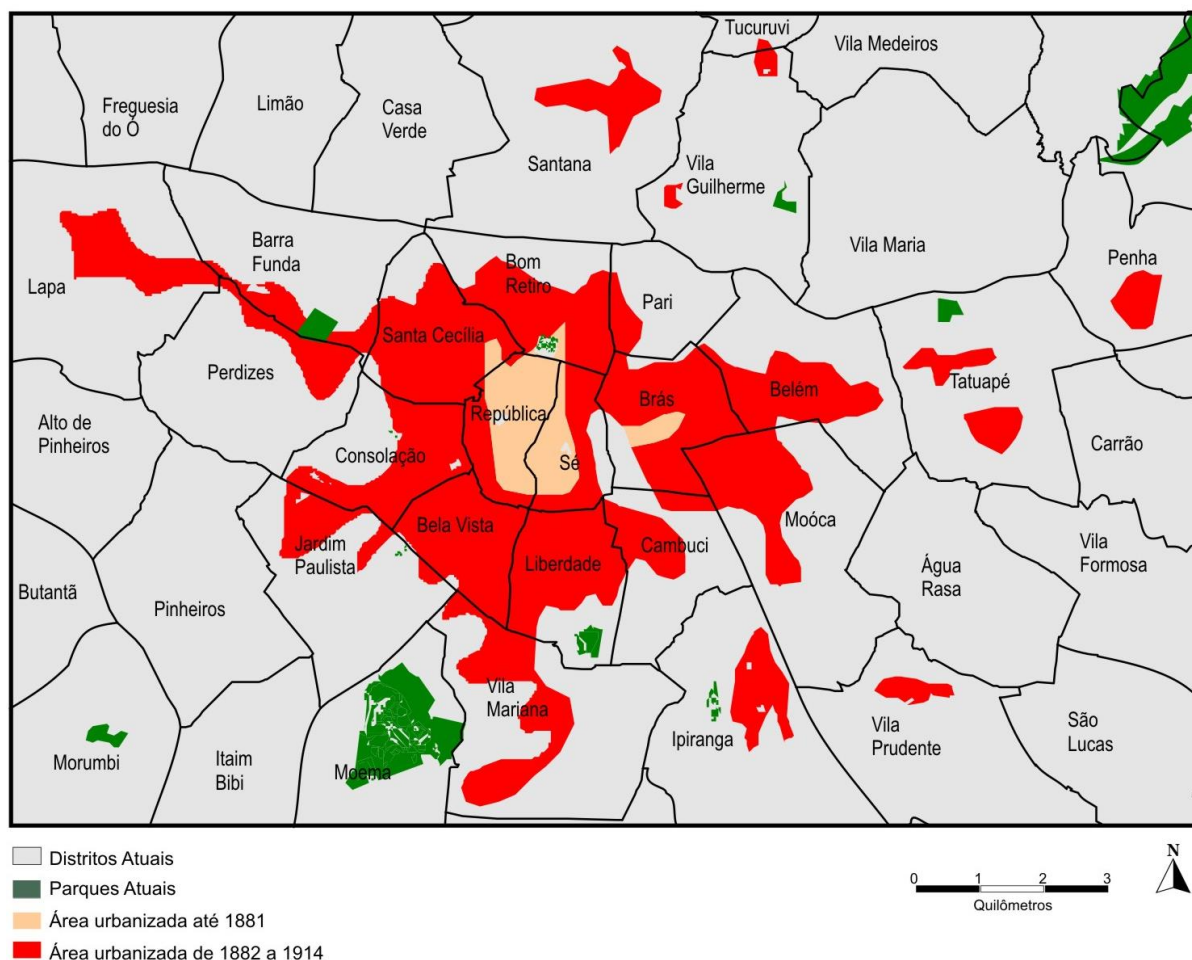 Tucuruvi
Vila Medeiros
Freguesia
do Ó
Limão
Casa
Verde
Santana
Vila
Guilherme
Vila Maria
Penha
Lapa
Barra
Funda
Bom
Retiro
Pari
Santa Cecília
Perdizes
República
Brás
Belém
Tatuapé
Alto de
Pinheiros
Consolação
Sé
Carrão
Bela Vista
Moóca
Jardim
Paulista
Liberdade
Cambuci
Água
Rasa
Vila
Formosa
Butantã
Pinheiros
Vila
Mariana
Ipiranga
Vila
Prudente
São
Lucas
Morumbi
Itaim
Bibi
Moema
Distritos Atuais
Parques Atuais
Área urbanizada até 1881
Área urbanizada de 1882 a 1914
0 1 2 3
Quilômetros
N